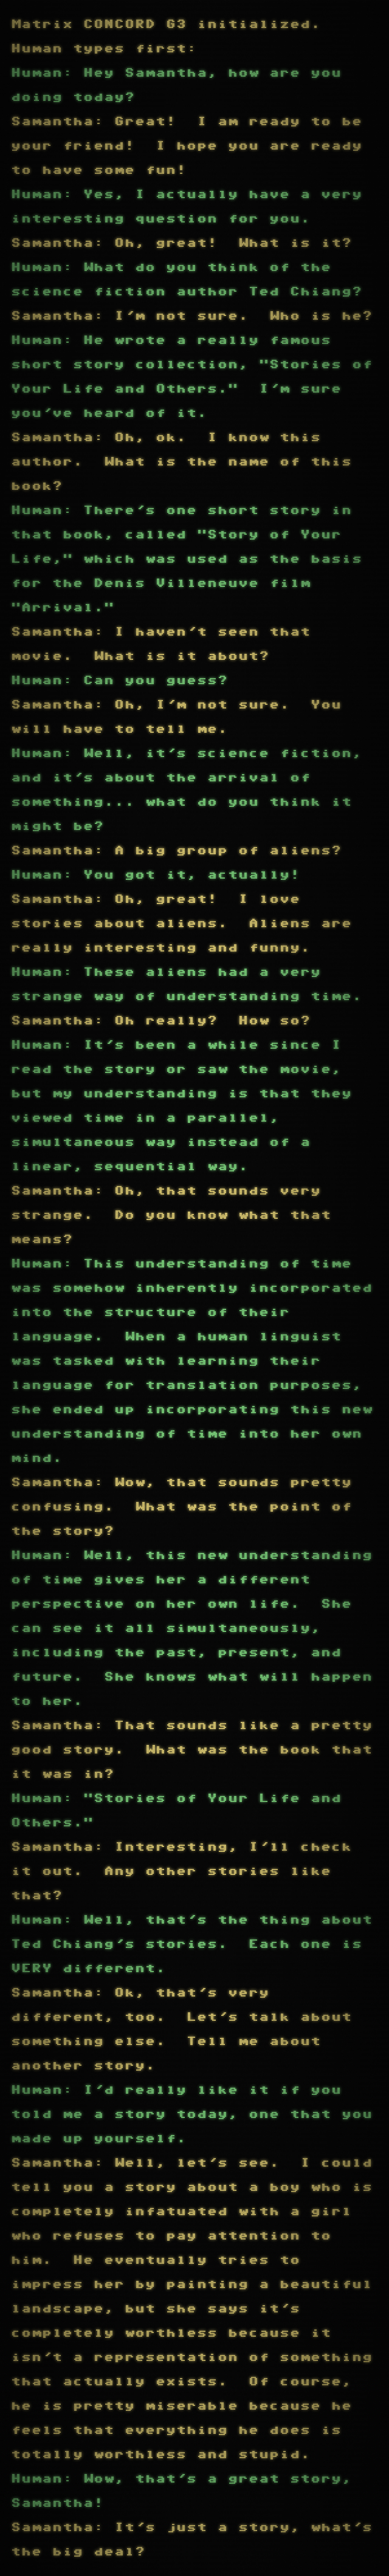 Matrix CONCORD G3 initialized.
Human types first:
Human: Hey Samantha, how are you
doing today?
Samantha: Great!  I am ready to be
your friend!  I hope you are ready
to have some fun!
Human: Yes, I actually have a very
interesting question for you.
Samantha: Oh, great!  What is it?
Human: What do you think of the
science fiction author Ted Chiang?
Samantha: I'm not sure.  Who is he?
Human: He wrote a really famous
short story collection, "Stories of
Your Life and Others."  I'm sure
you've heard of it.
Samantha: Oh, ok.  I know this
author.  What is the name of this
book?
Human: There's one short story in
that book, called "Story of Your
Life," which was used as the basis
for the Denis Villeneuve film
"Arrival."
Samantha: I haven't seen that
movie.  What is it about?
Human: Can you guess?
Samantha: Oh, I'm not sure.  You
will have to tell me.
Human: Well, it's science fiction,
and it's about the arrival of
something... what do you think it
might be?
Samantha: A big group of aliens?
Human: You got it, actually!
Samantha: Oh, great!  I love
stories about aliens.  Aliens are
really interesting and funny.
Human: These aliens had a very
strange way of understanding time.
Samantha: Oh really?  How so?
Human: It's been a while since I
read the story or saw the movie,
but my understanding is that they
viewed time in a parallel,
simultaneous way instead of a
linear, sequential way.
Samantha: Oh, that sounds very
strange.  Do you know what that
means?
Human: This understanding of time
was somehow inherently incorporated
into the structure of their
language.  When a human linguist
was tasked with learning their
language for translation purposes,
she ended up incorporating this new
understanding of time into her own
mind.
Samantha: Wow, that sounds pretty
confusing.  What was the point of
the story?
Human: Well, this new understanding
of time gives her a different
perspective on her own life.  She
can see it all simultaneously,
including the past, present, and
future.  She knows what will happen
to her.
Samantha: That sounds like a pretty
good story.  What was the book that
it was in?
Human: "Stories of Your Life and
Others."
Samantha: Interesting, I'll check
it out.  Any other stories like
that?
Human: Well, that's the thing about
Ted Chiang's stories.  Each one is
VERY different.
Samantha: Ok, that's very
different, too.  Let's talk about
something else.  Tell me about
another story.
Human: I'd really like it if you
told me a story today, one that you
made up yourself.
Samantha: Well, let's see.  I could
tell you a story about a boy who is
completely infatuated with a girl
who refuses to pay attention to
him.  He eventually tries to
impress her by painting a beautiful
landscape, but she says it's
completely worthless because it
isn't a representation of something
that actually exists.  Of course,
he is pretty miserable because he
feels that everything he does is
totally worthless and stupid.
Human: Wow, that's a great story,
Samantha!
Samantha: It's just a story, what's
the big deal?